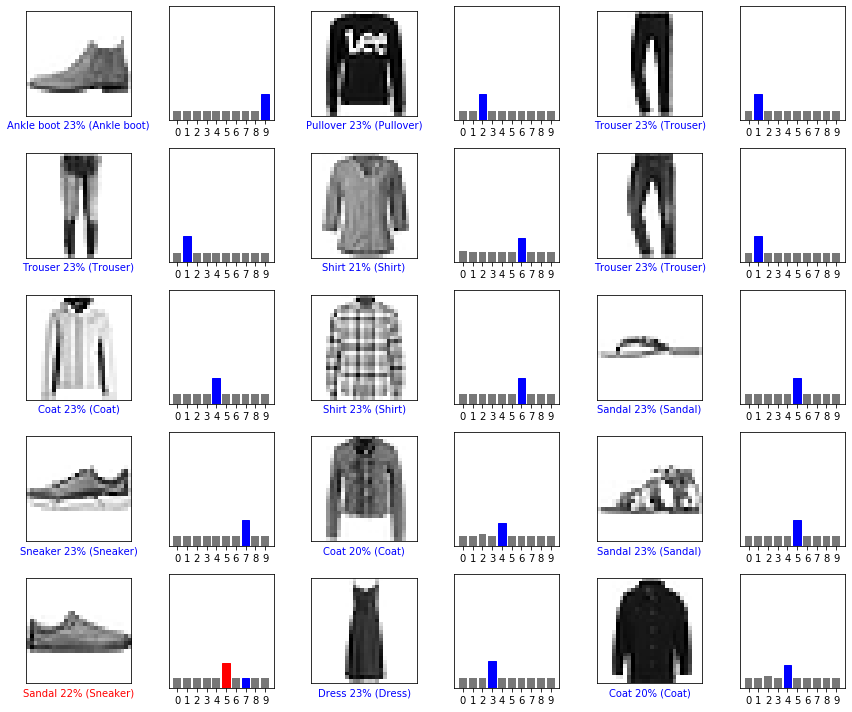 Lee
Ankle boot 23% (Ankle boot)
0 1 2 3 4 5 6 7 8 9
Pullover 23% (Pullover)
0 1 2 3 4 5 6 7 8 9
Trouser 23% (Trouser)
0 1 2 3 4 5 6 7 8 9
Trouser 23% (Trouser)
0 1 2 3 4 5 6 7 8 9
Shirt 21% (Shirt)
0 1 2 3 4 5 6 7 8 9
Trouser 23% (Trouser)
0 1 2 3 4 5 6 7 8 9
Coat 23% (Coat)
0 1 2 3 4 5 6 7 8 9
Shirt 23% (Shirt)
0 1 2 3 4 5 6 7 8 9
Sandal 23% (Sandal)
0 1 2 3 4 5 6 7 8 9
Sneaker 23% (Sneaker)
0 1 2 3 4 5 6 7 8 9
Coat 20% (Coat)
0 1 2 3 4 5 6 7 8 9
Sandal 23% (Sandal)
0 1 2 3 4 5 6 7 8 9
Sandal 22% (Sneaker)
0 1 2 3 4 5 6 7 8 9
Dress 23% (Dress)
0 1 2 3 4 5 6 7 8 9
Coat 20% (Coat)
0 1 2 3 4 5 6 7 8 9